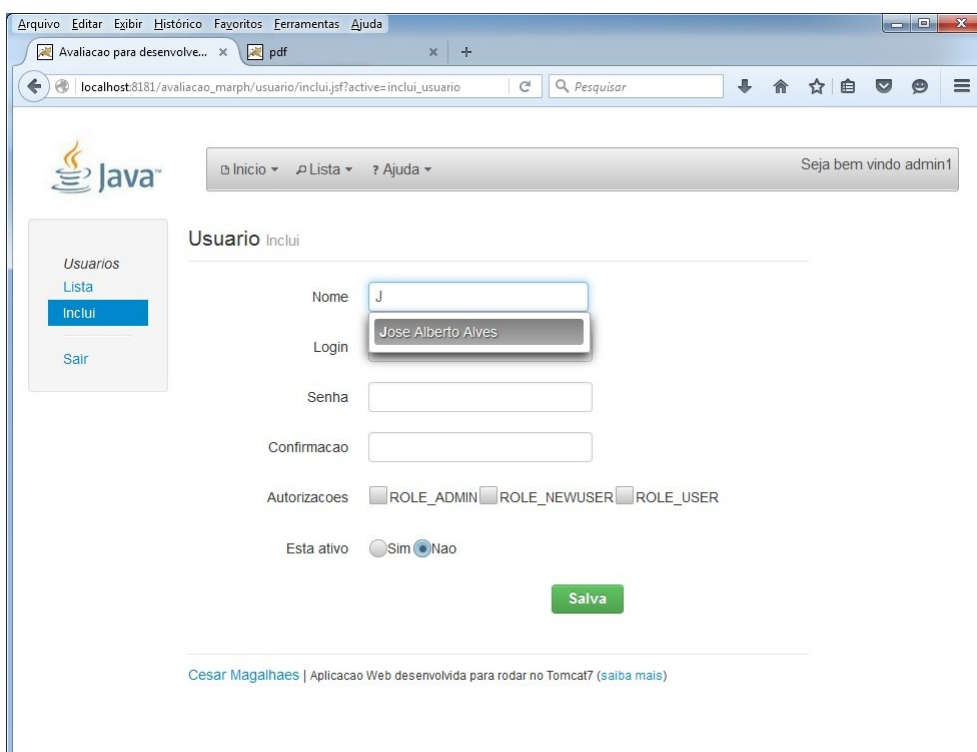 Arquivo Editar Exibir Histórico Favoritos Ferramentas Ajuda
Avaliacao para desenvolve... × pdf × +
localhost:8181/avaliacao_marph/usuario/inclui.jsf?active=inclui_usuario Pesquisar
Java™
Inicio Lista ? Ajuda
Seja bem vindo admin1
Usuario Inclui
Usuarios
Lista
Inclui
Sair
Nome J
Jose Alberto Alves
Login
Senha
Confirmacao
Autorizacoes ROLE_ADMIN ROLE_NEWUSER ROLE_USER
Esta ativo Sim Nao
Salva
Cesar Magalhaes | Aplicacao Web desenvolvida para rodar no Tomcat7 (saiba mais)